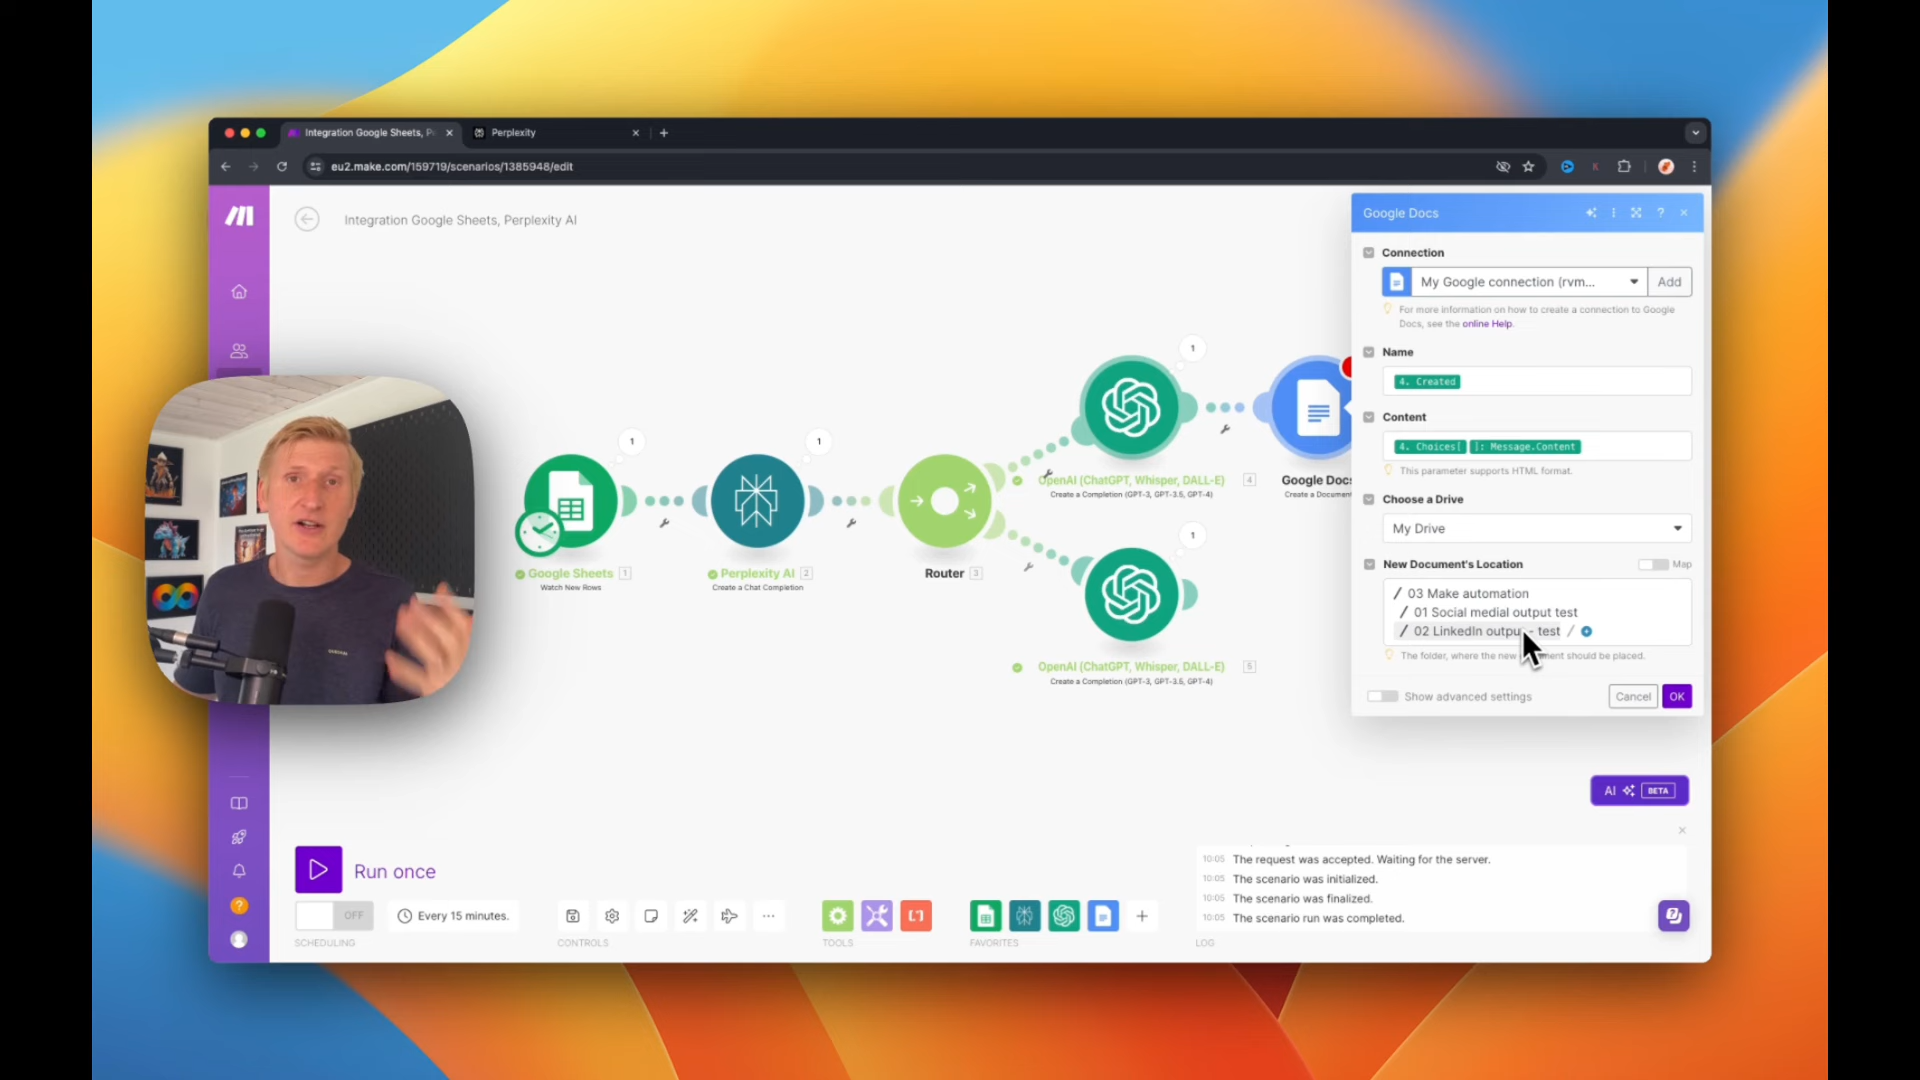 Integration Google Sheets, P
Perplexity
eu2.make.com/159719/scenarios/1385948/edit
Integration Google Sheets, Perplexity AI
Google Docs
Connection
My Google connection (rvm... Add
For more information on how to create a connection to Google
Docs, see the online Help.
Name
4. Created
Content
4. Choices[ ]: Message.Content
This parameter supports HTML format.
Choose a Drive
My Drive
New Document's Location Map
/ 03 Make automation
/ 01 Social medial output test
/ 02 LinkedIn output - test /
The folder, where the new document should be placed.
Show advanced settings Cancel OK
1
OpenAI (ChatGPT, Whisper, DALL-E) 4
Create a Completion (GPT-3, GPT-3.5, GPT-4)
Google Docs
Create a Document
1
Google Sheets 1
Watch New Rows
1
Perplexity AI 2
Create a Chat Completion
Router 3
1
OpenAI (ChatGPT, Whisper, DALL-E) 5
Create a Completion (GPT-3, GPT-3.5, GPT-4)
AI BETA
Run once
OFF Every 15 minutes.
SCHEDULING
CONTROLS
TOOLS
FAVORITES
10:05 The request was accepted. Waiting for the server.
10:05 The scenario was initialized.
10:05 The scenario was finalized.
10:05 The scenario run was completed.
LOG